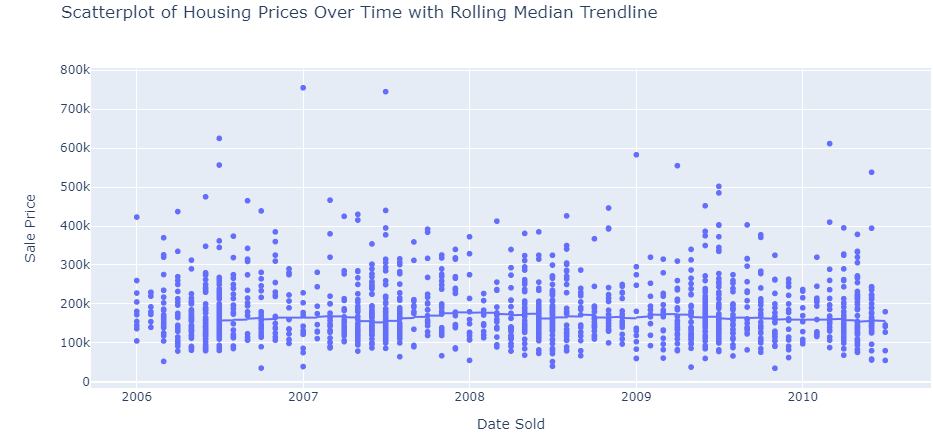 Scatterplot of Housing Prices Over Time with Rolling Median Trendline
800k
700k
600k
500k
400k
300k
200k
100k
0
Sale Price
2006 2007 2008 2009 2010
Date Sold